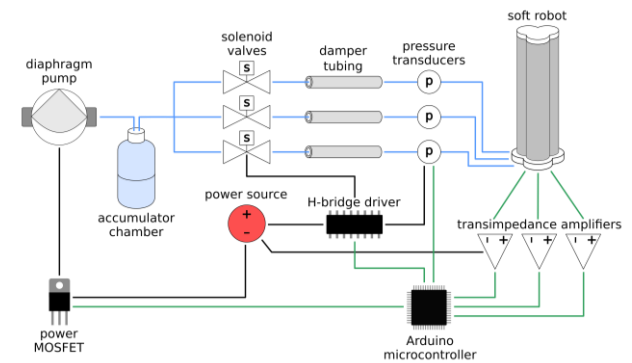 soft robot
solenoid
valves
damper
tubing
pressure
transducers
diaphragm
pump
S
S
S
p
p
p
accumulator
chamber
power source
+
-
H-bridge driver
transimpedance amplifiers
- +
- +
- +
power
MOSFET
Arduino
microcontroller